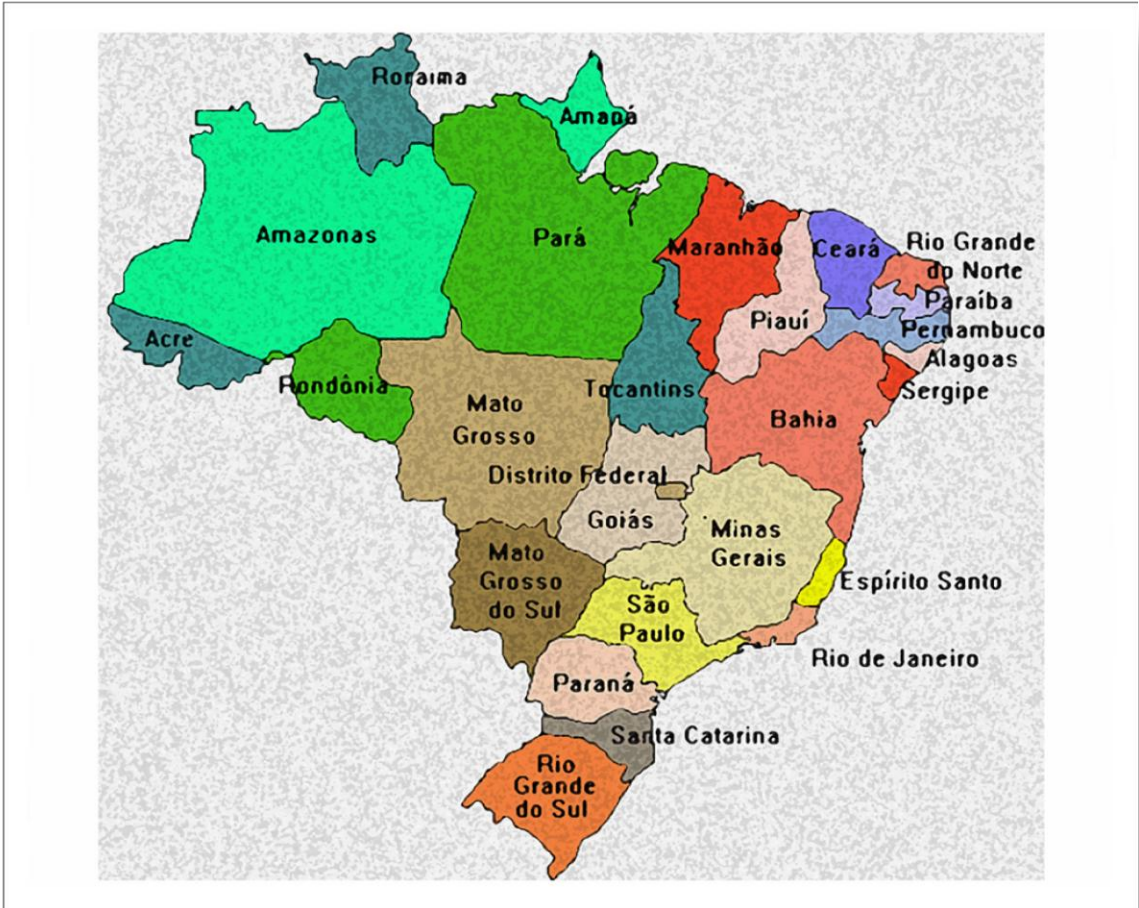 Roraima
Amapá
Amazonas
Pará
Maranhão
Ceará
Rio Grande
do Norte
Paraíba
Piauí
Pernambuco
Acre
Alagoas
Rondônia
Tocantins
Sergipe
Mato
Grosso
Bahia
Distrito Federal
Goiás
Minas
Gerais
Mato
Grosso
do Sul
Espírito Santo
São
Paulo
Rio de Janeiro
Paraná
Santa Catarina
Rio
Grande
do Sul